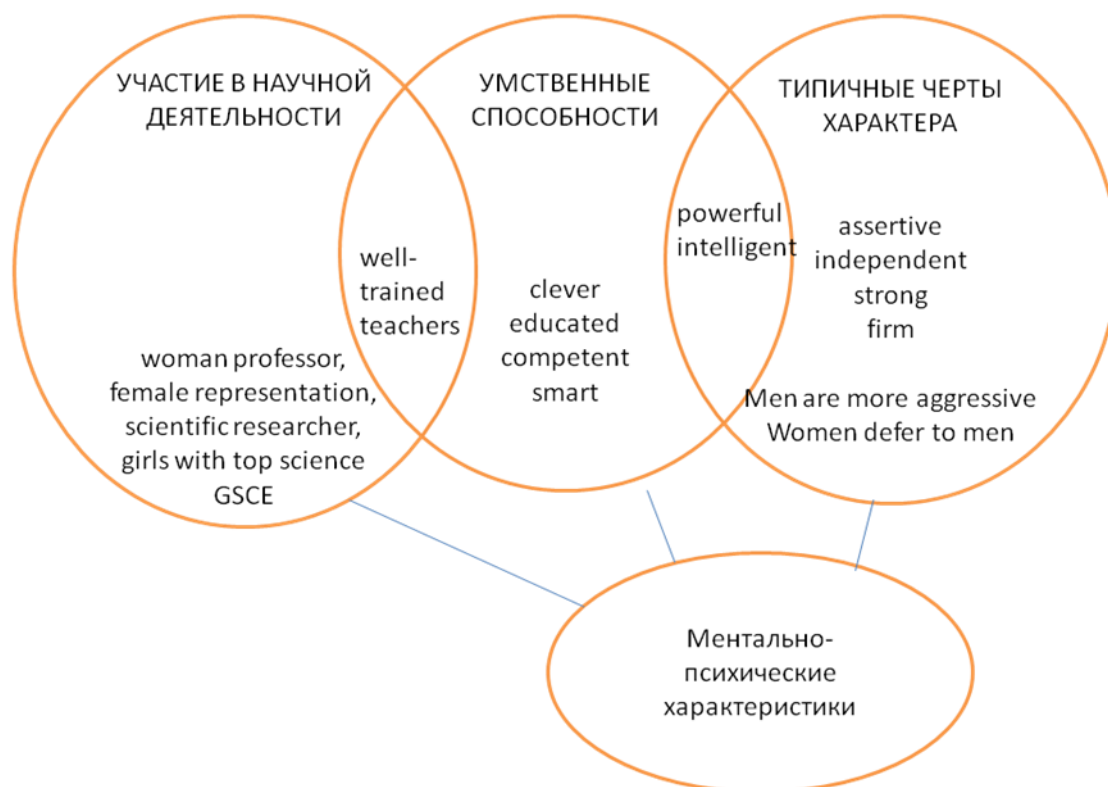 УЧАСТИЕ В НАУЧНОЙ
ДЕЯТЕЛЬНОСТИ
woman professor,
female representation,
scientific researcher,
girls with top science
GSCE
well-
trained
teachers
УМСТВЕННЫЕ
СПОСОБНОСТИ
clever
educated
competent
smart
powerful
intelligent
ТИПИЧНЫЕ ЧЕРТЫ
ХАРАКТЕРА
assertive
independent
strong
firm
Men are more aggressive
Women defer to men
Ментально-
психические
характеристики